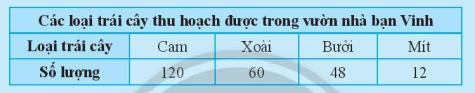 Các loại trái cây thu hoạch được trong vườn nhà bạn Vinh
Loại trái cây Cam Xoài Bưởi Mít
Số lượng 120 60 48 12